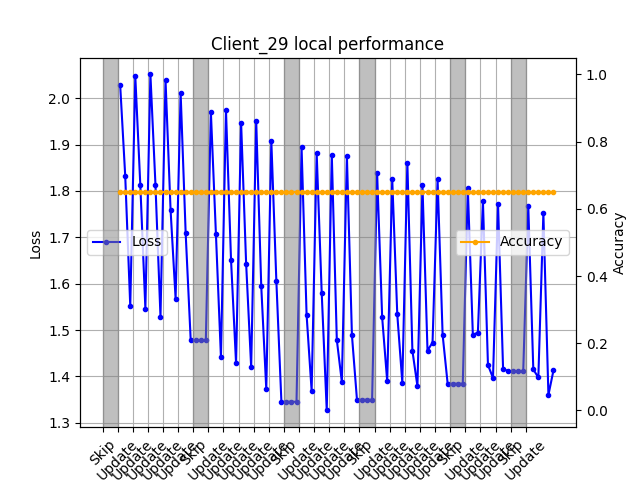 Client_29 local performance
2.0
1.9
1.8
1.7
1.6
1.5
1.4
1.3
Loss
1.0
0.8
0.6
0.4
0.2
0.0
Accuracy
Loss
Accuracy
Skip
Update
Update
Update
Update
Update
Skip
Update
Update
Update
Update
Update
Skip
Update
Update
Update
Update
Skip
Update
Update
Update
Update
Update
Skip
Update
Update
Update
Skip
Update